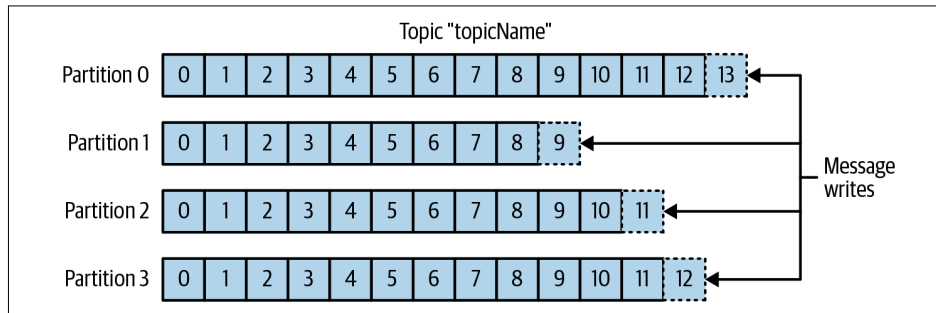 Topic "topicName"
Partition 0 0 1 2 3 4 5 6 7 8 9 10 11 12 13
Partition 1 0 1 2 3 4 5 6 7 8 9
Partition 2 0 1 2 3 4 5 6 7 8 9 10 11
Partition 3 0 1 2 3 4 5 6 7 8 9 10 11 12
Message
writes